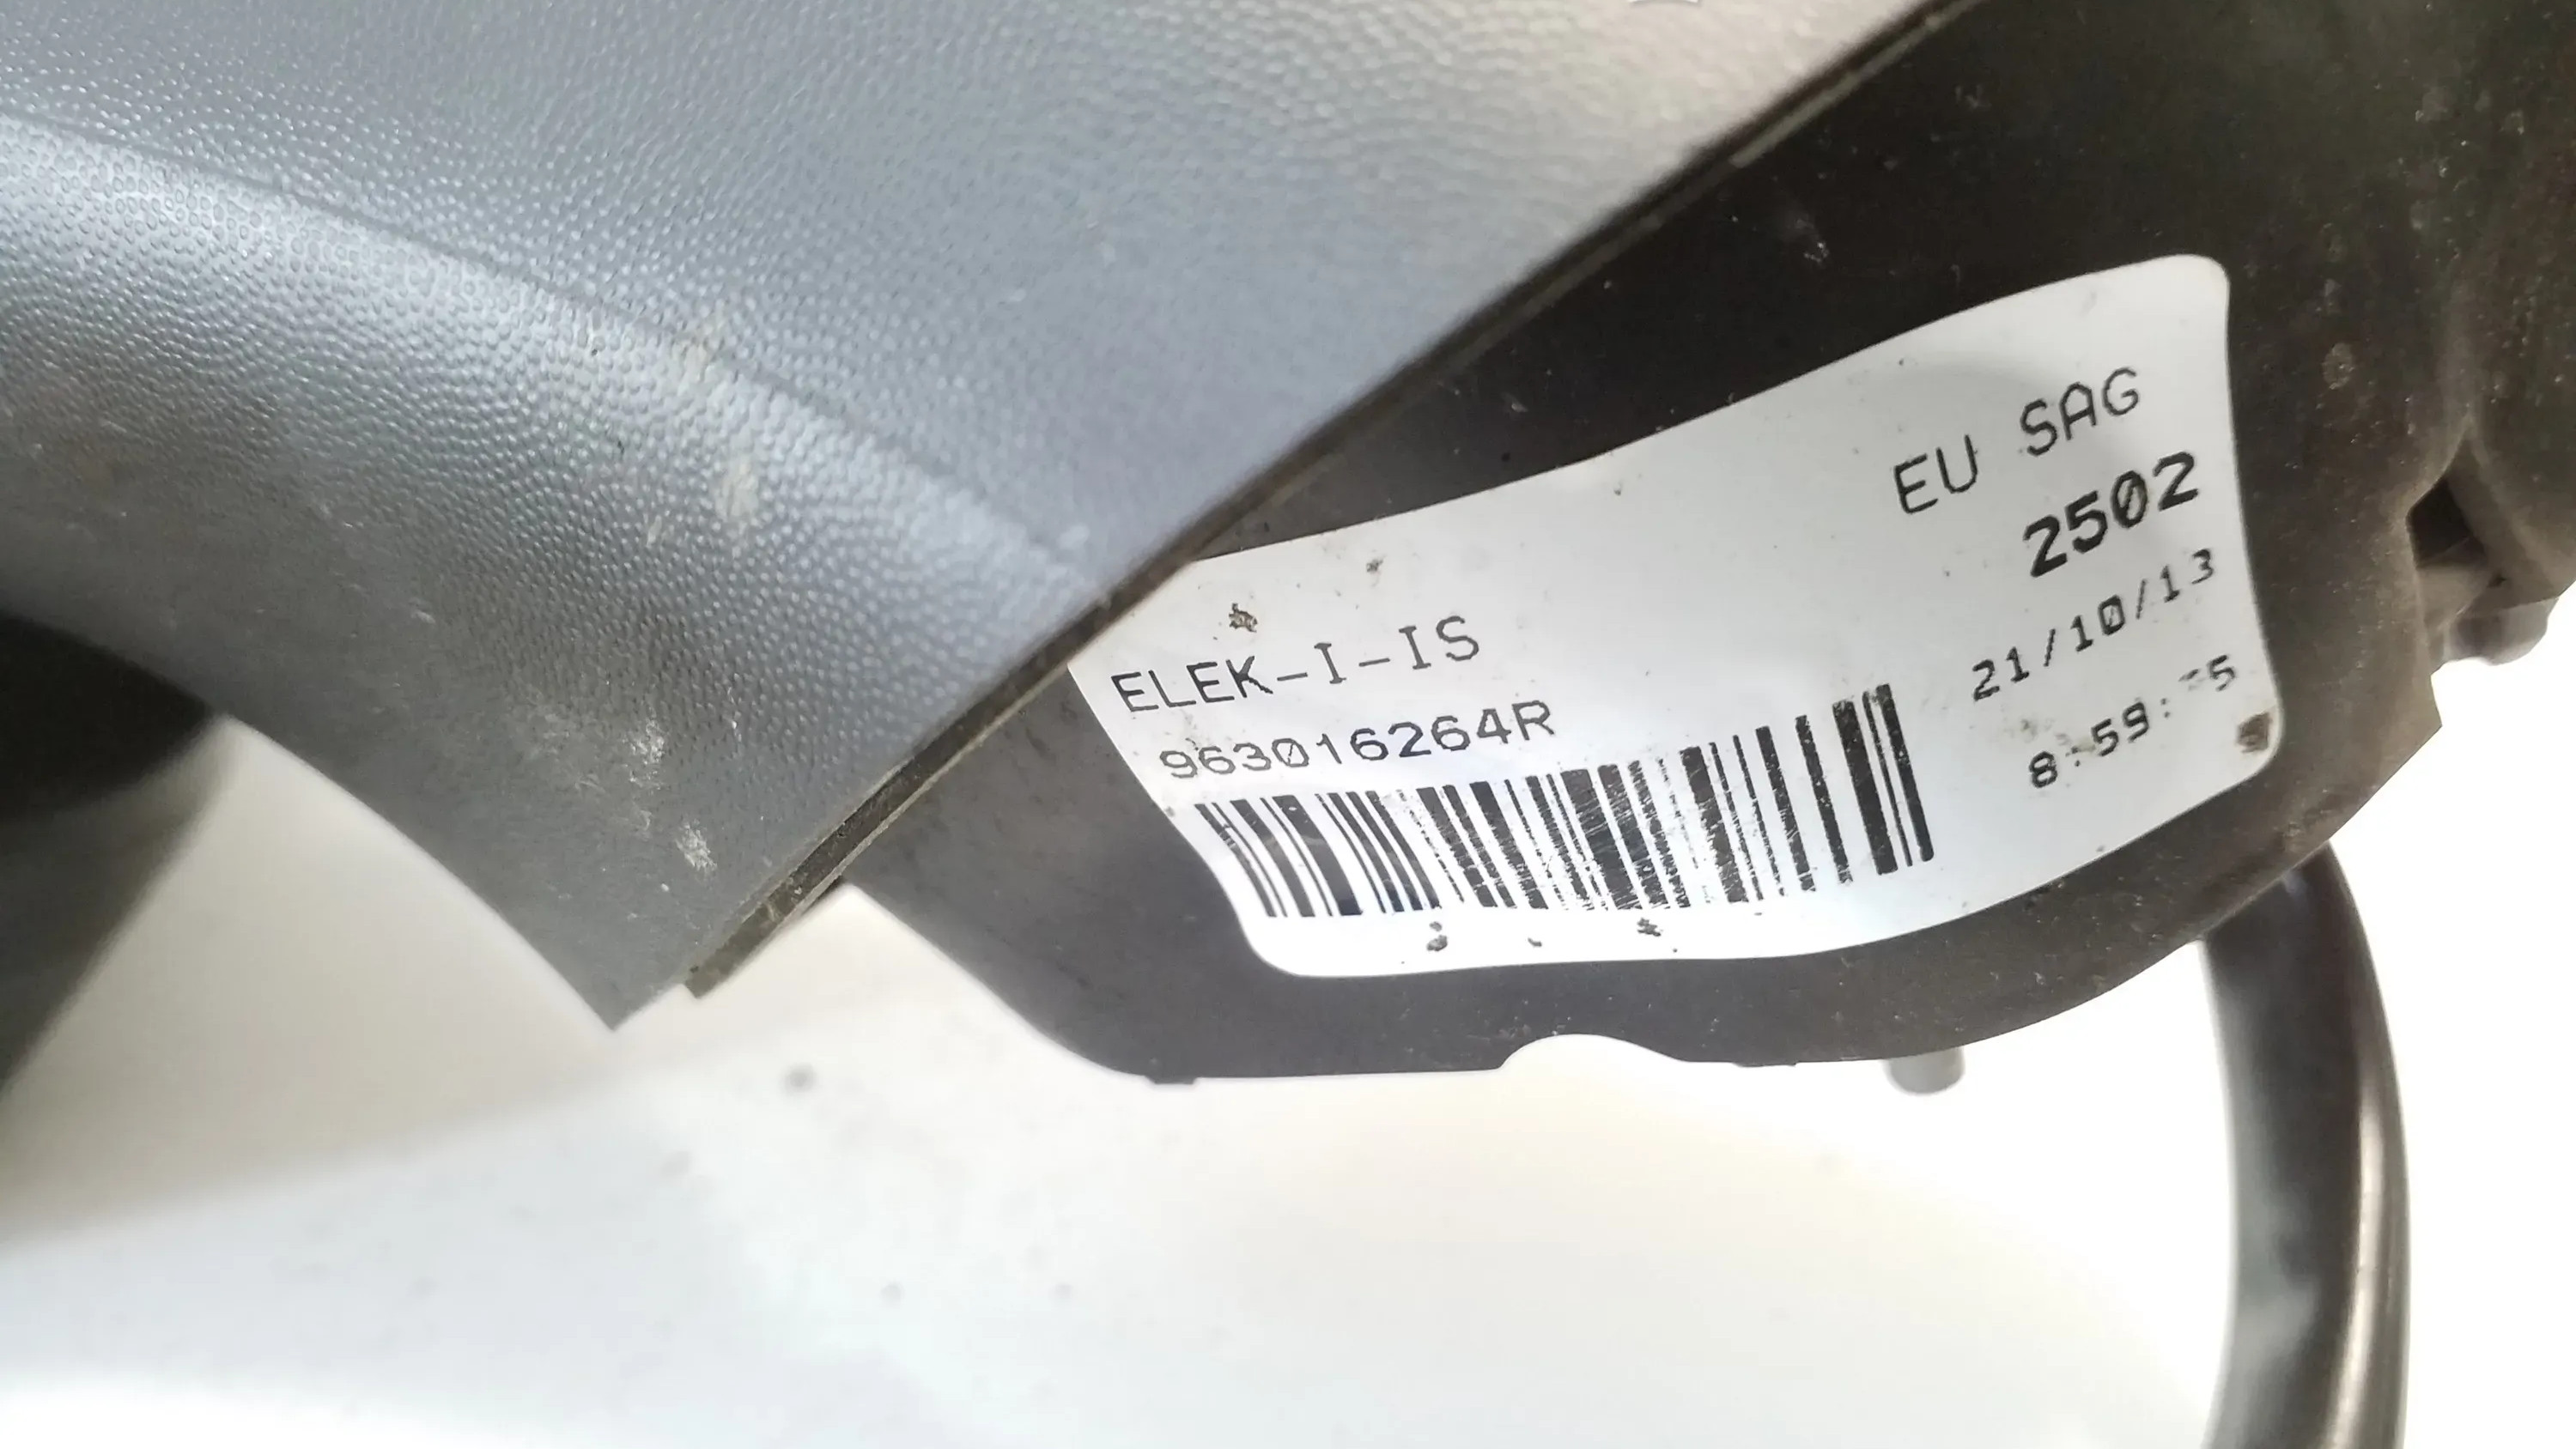 EU SAG
2502
21/10/13
ELEK-I-IS
963016264R